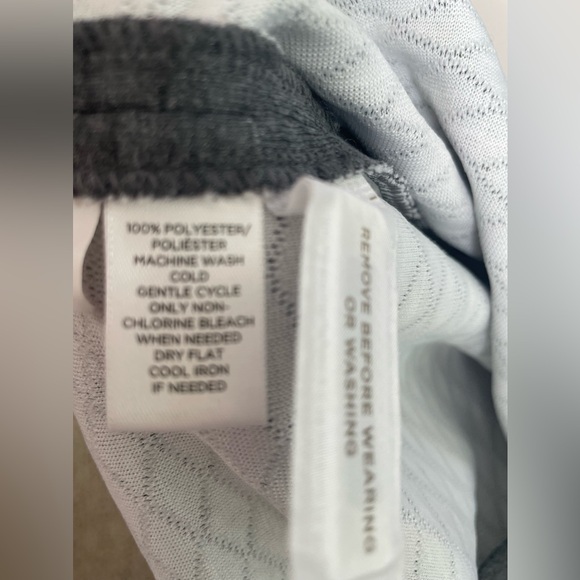 100% POLYESTER/
POLIÉSTER
MACHINE WASH
COLD
GENTLE CYCLE
ONLY NON-
CHLORINE BLEACH
WHEN NEEDED
DRY FLAT
COOL IRON
IF NEEDED
REMOVE BEFORE WEARING
OR WASHING